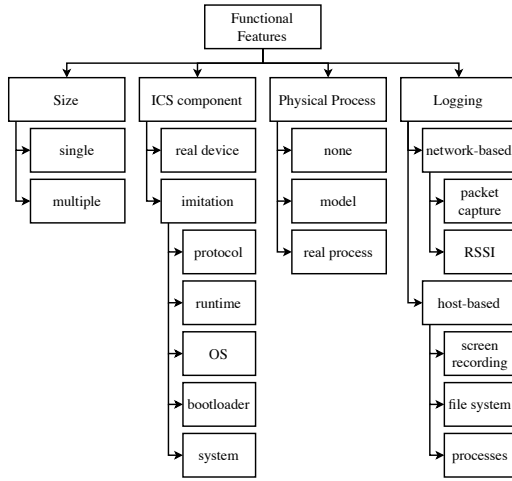 Functional
Features
Size
ICS component
Physical Process
Logging
single
real device
none
network-based
multiple
imitation
model
packet
capture
protocol
real process
RSSI
runtime
host-based
OS
screen
recording
bootloader
file system
system
processes